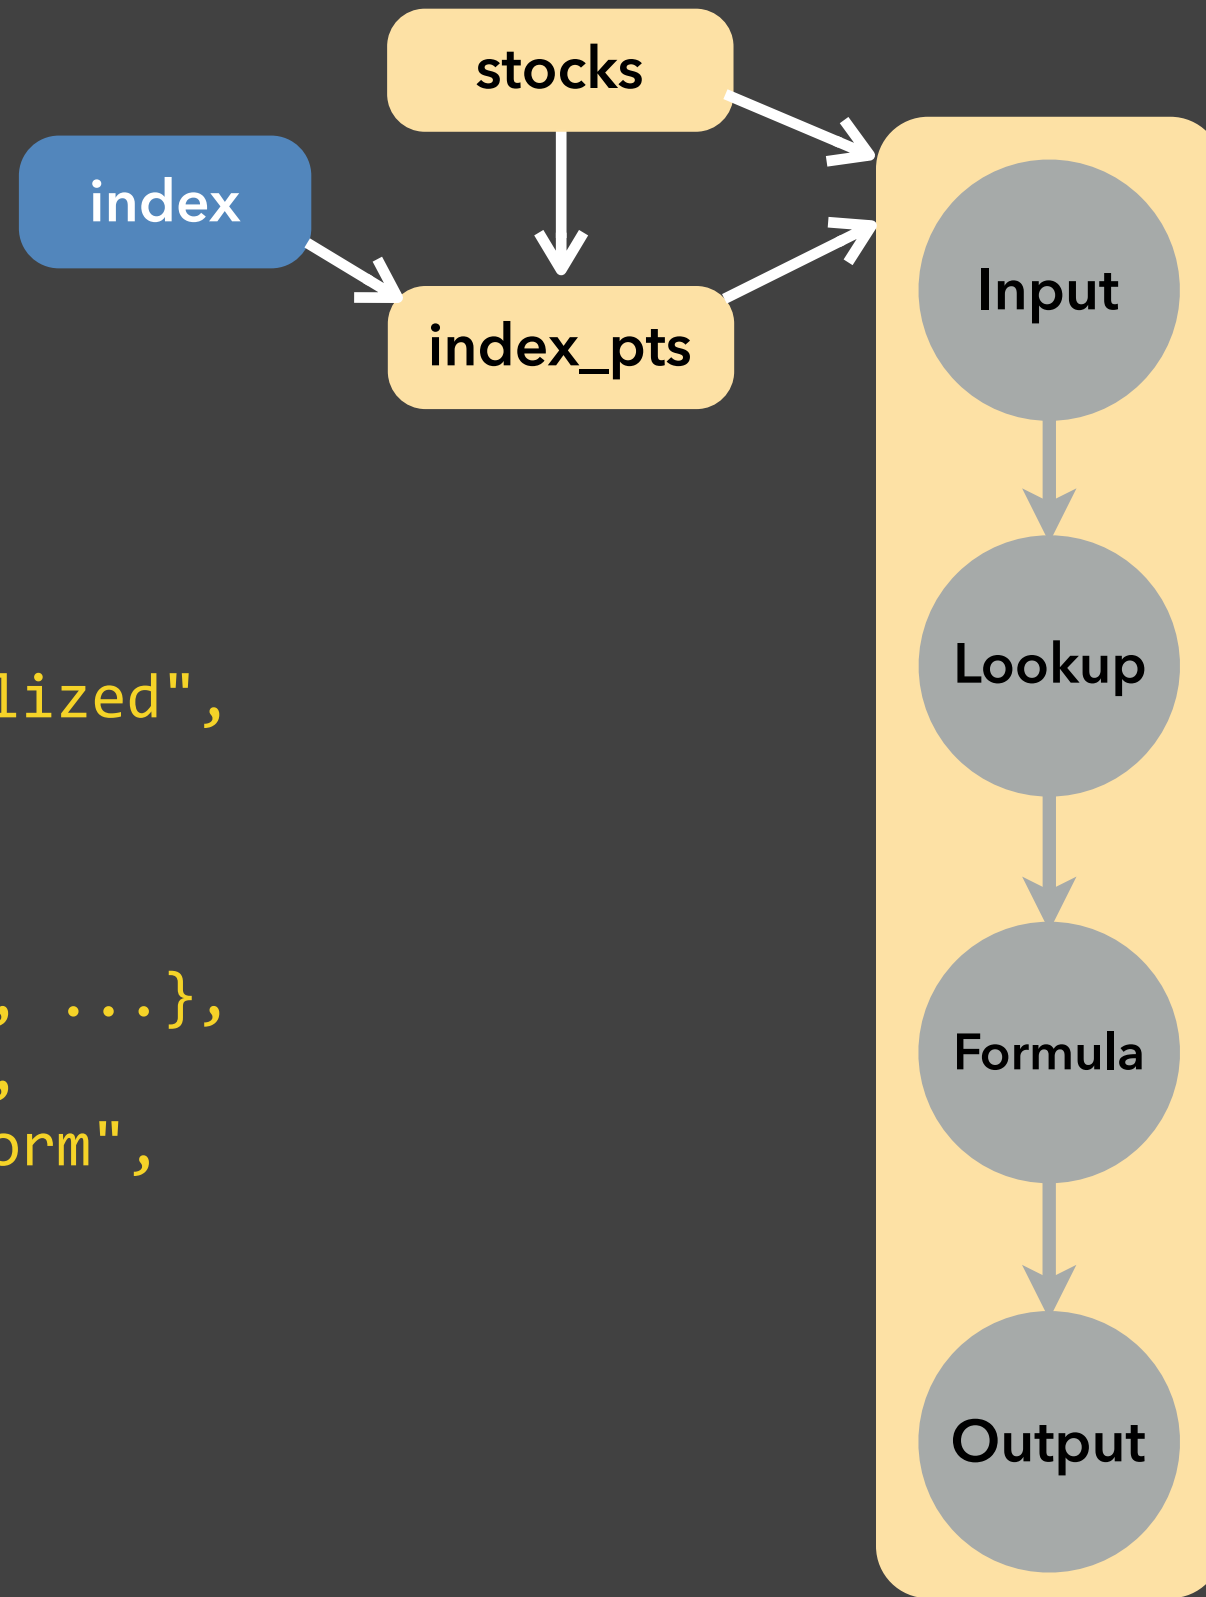 stocks
index
index_pts
Input
Lookup
lized",
, ...},
,
Formula
orm",
Output